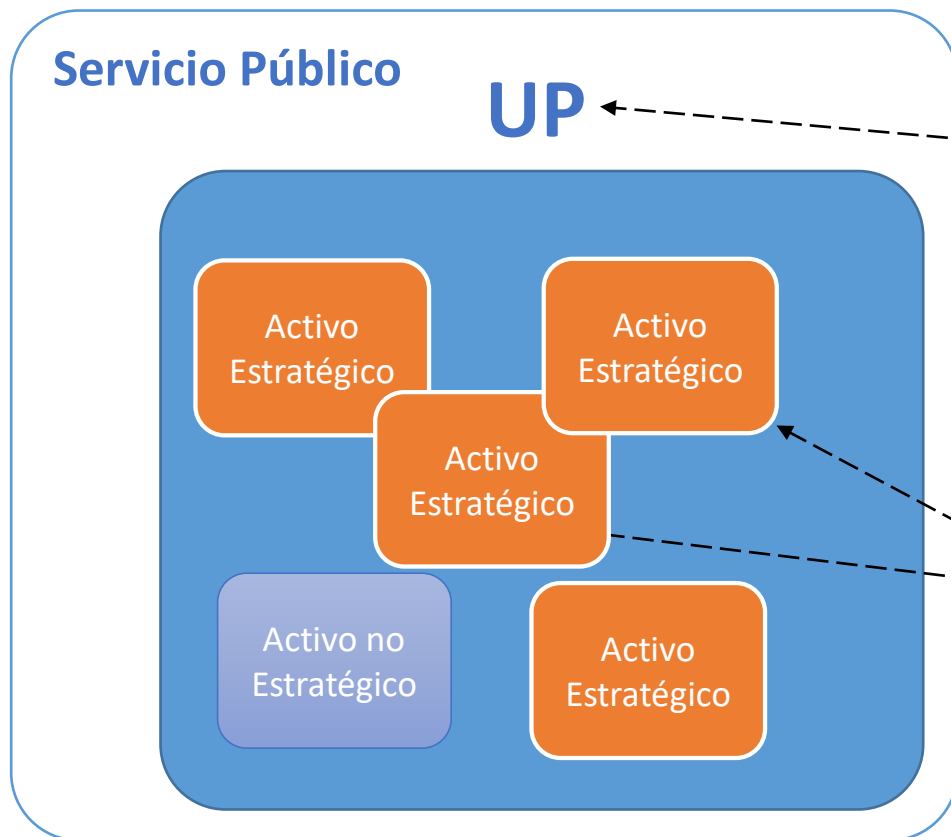 Servicio Público
UP
Activo
Estratégico
Activo
Estratégico
Activo
Estratégico
Activo no
Estratégico
Activo
Estratégico